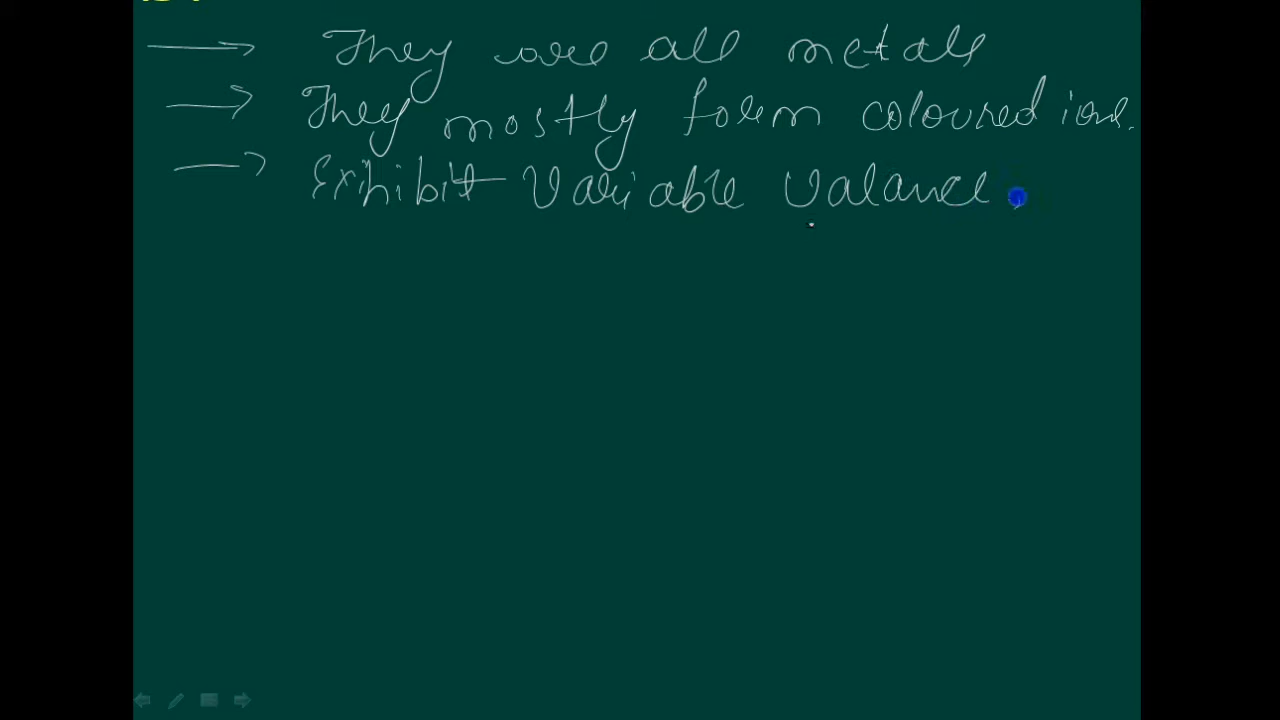 → They are all metals
→ They mostly form coloured ions.
→ Exhibit Variable Valance